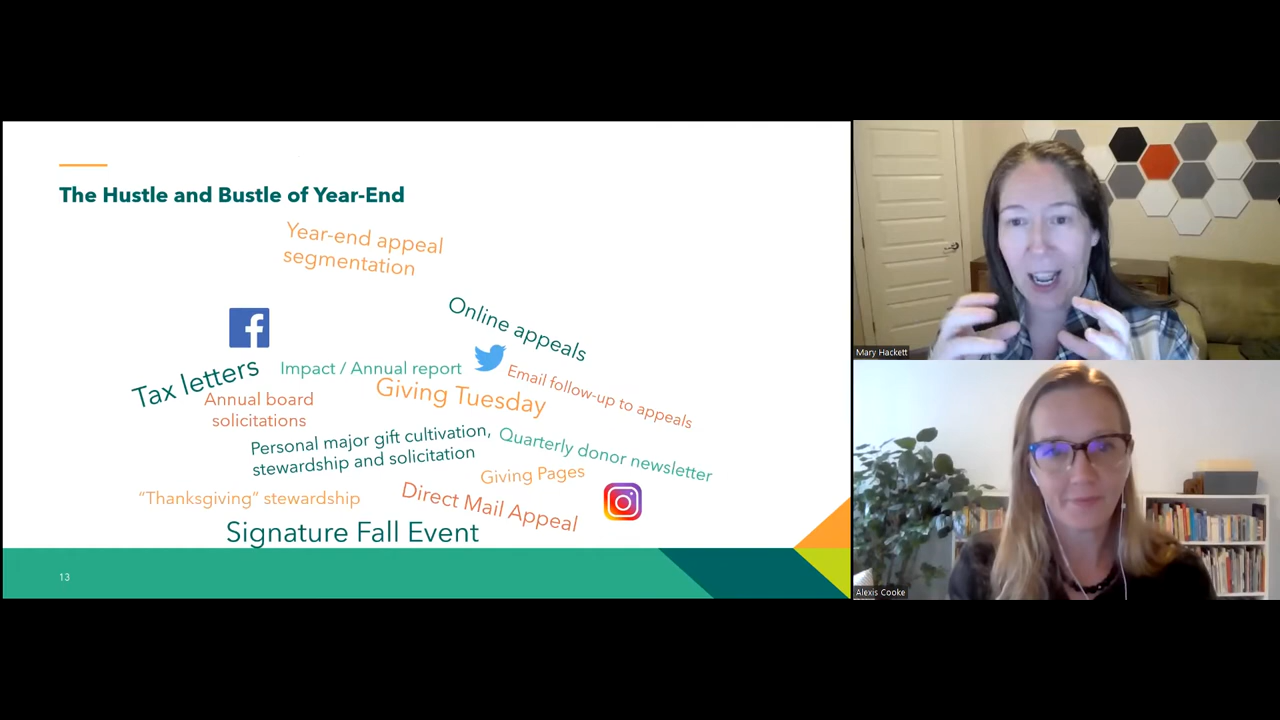 The Hustle and Bustle of Year-End
Year-end appeal
segmentation
Online appeals
Tax letters
Impact / Annual report
Email follow-up to appeals
Giving Tuesday
Annual board
solicitations
Personal major gift cultivation,
stewardship and solicitation
Quarterly donor newsletter
Giving Pages
"Thanksgiving" stewardship
Direct Mail Appeal
Signature Fall Event
13
Mary Hackett
Alexis Cooke